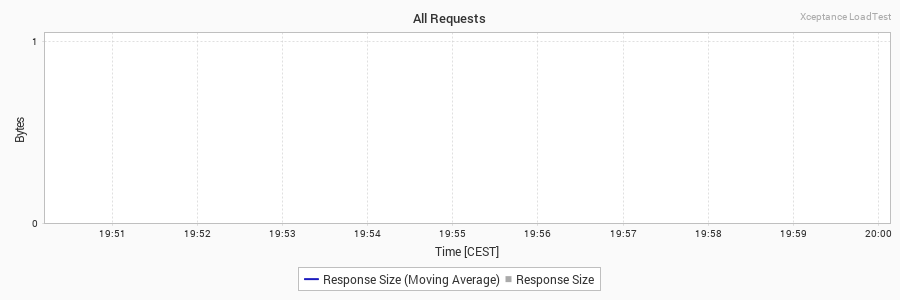 All Requests
Xceptance LoadTest
1
Bytes
0
19:51 19:52 19:53 19:54 19:55 19:56 19:57 19:58 19:59 20:00
Time [CEST]
Response Size (Moving Average) Response Size